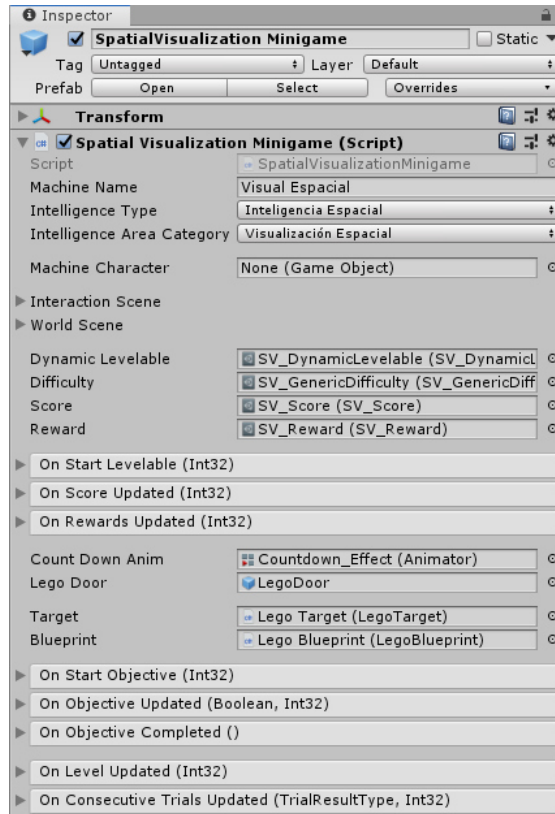 Inspector
SpatialVisualization Minigame Static
Tag Untagged Layer Default
Prefab Open Select Overrides
Transform
Spatial Visualization Minigame (Script)
Script SpatialVisualizationMinigame
Machine Name Visual Espacial
Intelligence Type Inteligencia Espacial
Intelligence Area Category Visualización Espacial
Machine Character None (Game Object)
Interaction Scene
World Scene
Dynamic Levelable SV_DynamicLevelable (SV_DynamicL
Difficulty SV_GenericDifficulty (SV_GenericDiff
Score SV_Score (SV_Score)
Reward SV_Reward (SV_Reward)
On Start Levelable (Int32)
On Score Updated (Int32)
On Rewards Updated (Int32)
Count Down Anim Countdown_Effect (Animator)
Lego Door LegoDoor
Target Lego Target (LegoTarget)
Blueprint Lego Blueprint (LegoBlueprint)
On Start Objective (Int32)
On Objective Updated (Boolean, Int32)
On Objective Completed ()
On Level Updated (Int32)
On Consecutive Trials Updated (TrialResultType, Int32)